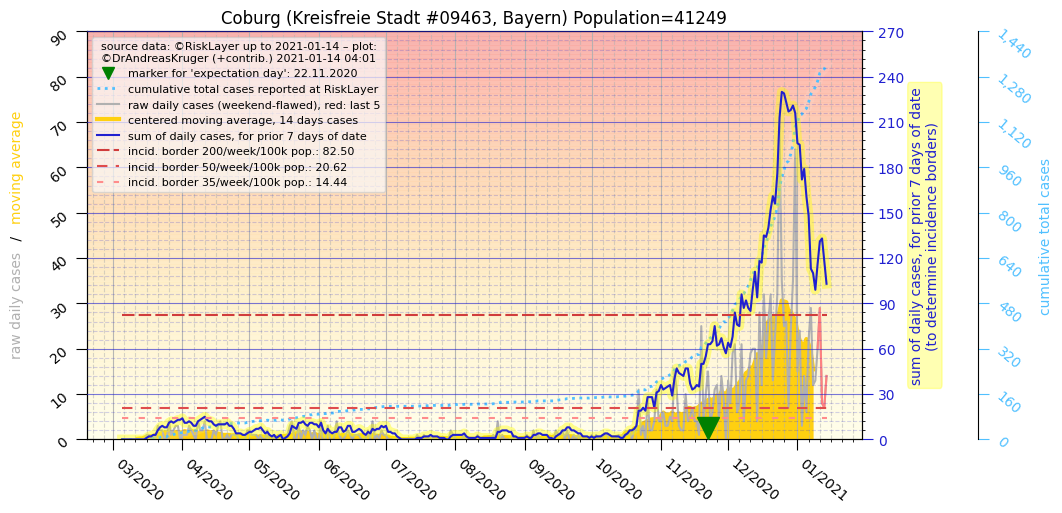 Coburg (Kreisfreie Stadt #09463, Bayern) Population=41249
source data: ©RiskLayer up to 2021-01-14 – plot:
©DrAndreasKruger (+contrib.) 2021-01-14 04:01
marker for 'expectation day': 22.11.2020
cumulative total cases reported at RiskLayer
raw daily cases (weekend-flawed), red: last 5
centered moving average, 14 days cases
sum of daily cases, for prior 7 days of date
incid. border 200/week/100k pop.: 82.50
incid. border 50/week/100k pop.: 20.62
incid. border 35/week/100k pop.: 14.44
raw daily cases / moving average
90
80
70
60
50
40
30
20
10
0
03/2020
04/2020
05/2020
06/2020
07/2020
08/2020
09/2020
10/2020
11/2020
12/2020
01/2021
270
240
210
180
150
120
90
60
30
0
sum of daily cases, for prior 7 days of date
(to determine incidence borders)
1,440
1,280
1,120
960
800
640
480
320
160
0
cumulative total cases